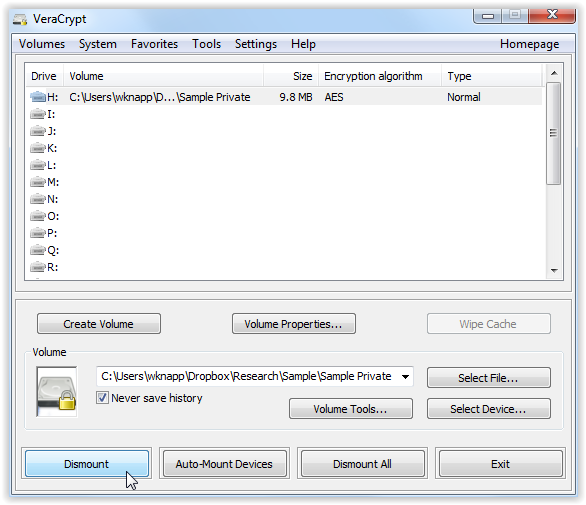 VeraCrypt
Volumes System Favorites Tools Settings Help Homepage
Drive Volume Size Encryption algorithm Type
H: C:\Users\wknapp\D...\Sample Private 9.8 MB AES Normal
I:
J:
K:
L:
M:
N:
O:
P:
Q:
R:
Create Volume Volume Properties... Wipe Cache
Volume
C:\Users\wknapp\Dropbox\Research\Sample\Sample Private Select File...
Never save history
Volume Tools... Select Device...
Dismount Auto-Mount Devices Dismount All Exit